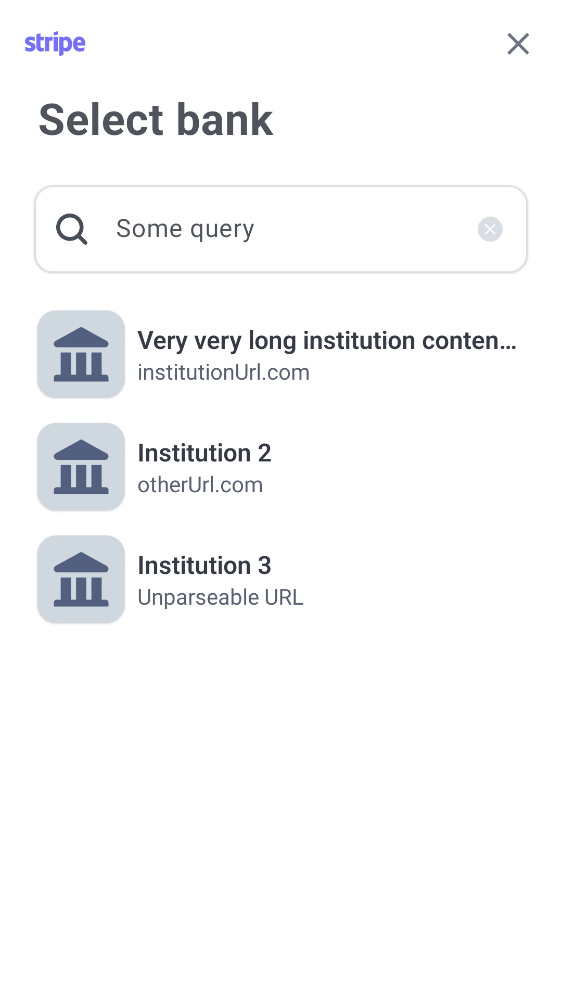 stripe
Select bank
Some query
Very very long institution conten...
institutionUrl.com
Institution 2
otherUrl.com
Institution 3
Unparseable URL